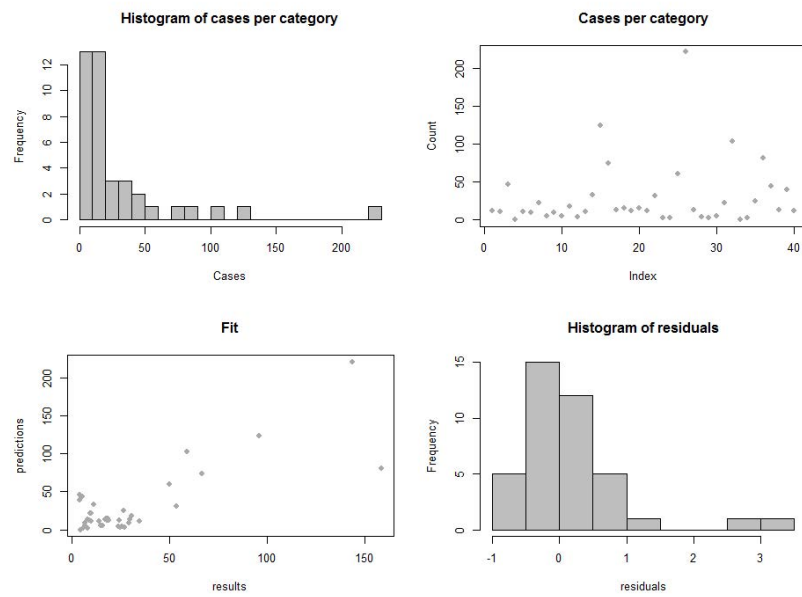 Histogram of cases per category
Frequency
0 2 4 6 8 10 12
0 50 100 150 200
Cases
Cases per category
Count
0 50 100 150 200
0 10 20 30 40
Index
Fit
predictions
0 50 100 150 200
0 50 100 150
results
Histogram of residuals
Frequency
0 5 10 15
-1 0 1 2 3
residuals